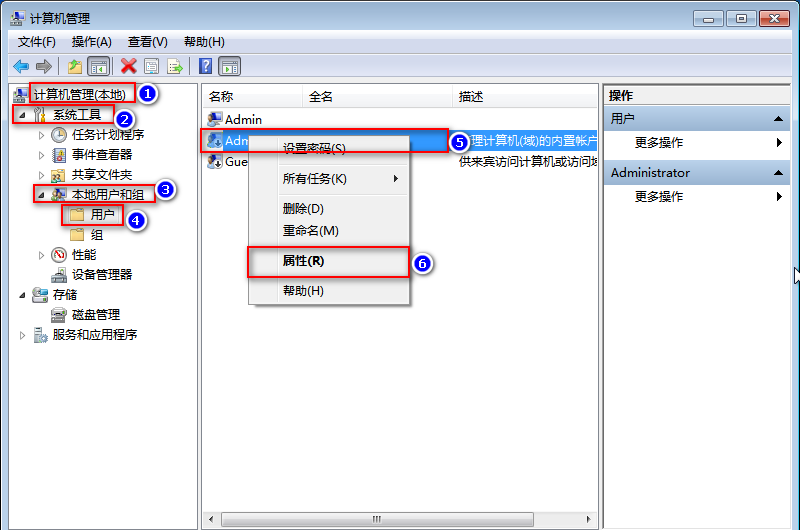 计算机管理
文件(F) 操作(A) 查看(V) 帮助(H)
计算机管理(本地) 1
系统工具 2
任务计划程序
事件查看器
共享文件夹
本地用户和组 3
用户 4
组
性能
设备管理器
存储
磁盘管理
服务和应用程序
名称 全名 描述
Admin
Adm 理计算机(域)的内置帐户 5
Gue 供来宾访问计算机或访问域
设置密码(S)
所有任务(K)
删除(D)
重命名(M)
属性(R) 6
帮助(H)
操作
用户
更多操作
Administrator
更多操作